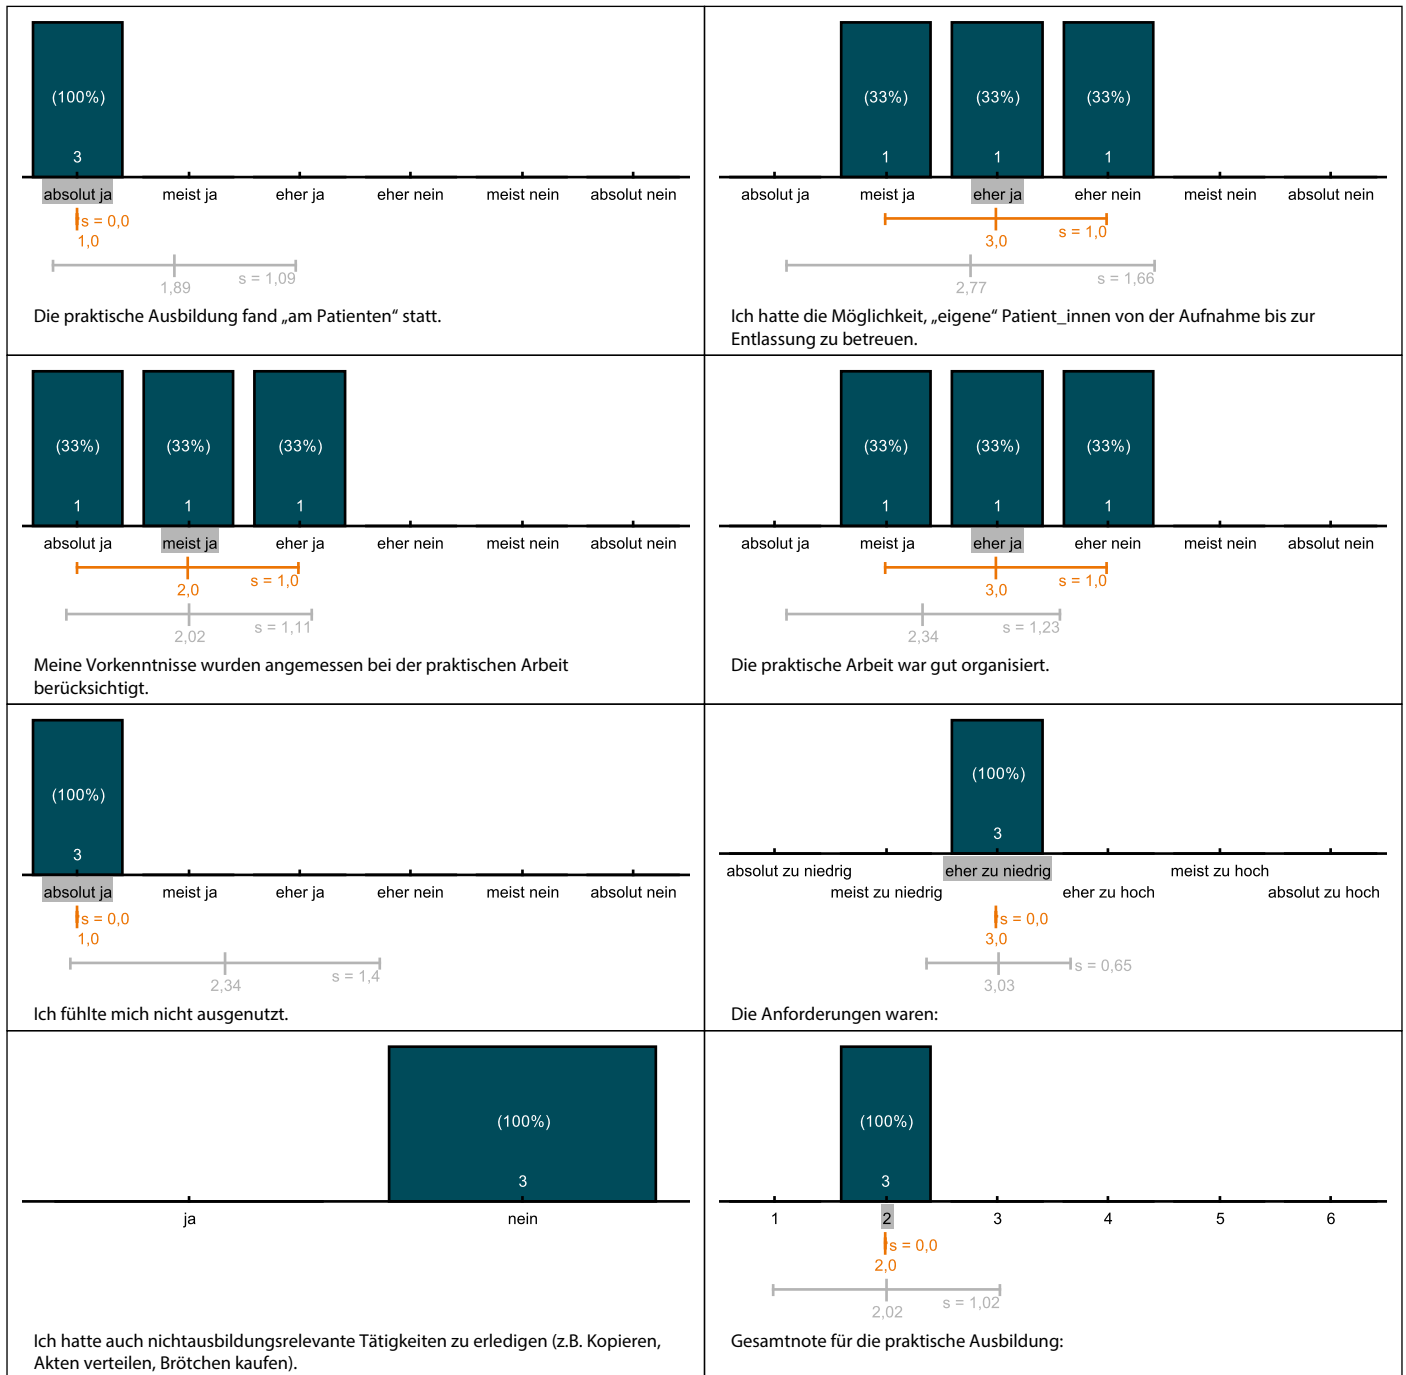 (100%)
3
absolut ja meist ja eher ja eher nein meist nein absolut nein
s = 0,0
1,0
s = 1,09
1,89
Die praktische Ausbildung fand „am Patienten“ statt.
(33%) (33%) (33%)
1 1 1
absolut ja meist ja eher ja eher nein meist nein absolut nein
s = 1,0
3,0
s = 1,66
2,77
Ich hatte die Möglichkeit, „eigene“ Patient_innen von der Aufnahme bis zur
Entlassung zu betreuen.
(33%) (33%) (33%)
1 1 1
absolut ja meist ja eher ja eher nein meist nein absolut nein
s = 1,0
2,0
s = 1,11
2,02
Meine Vorkenntnisse wurden angemessen bei der praktischen Arbeit
berücksichtigt.
(33%) (33%) (33%)
1 1 1
absolut ja meist ja eher ja eher nein meist nein absolut nein
s = 1,0
3,0
s = 1,23
2,34
Die praktische Arbeit war gut organisiert.
(100%)
3
absolut ja meist ja eher ja eher nein meist nein absolut nein
s = 0,0
1,0
s = 1,4
2,34
Ich fühlte mich nicht ausgenutzt.
(100%)
3
absolut zu niedrig eher zu niedrig meist zu hoch
meist zu niedrig eher zu hoch absolut zu hoch
s = 0,0
3,0
s = 0,65
3,03
Die Anforderungen waren:
(100%)
3
ja nein
Ich hatte auch nichtausbildungsrelevante Tätigkeiten zu erledigen (z.B. Kopieren,
Akten verteilen, Brötchen kaufen).
(100%)
3
1 2 3 4 5 6
s = 0,0
2,0
s = 1,02
2,02
Gesamtnote für die praktische Ausbildung: